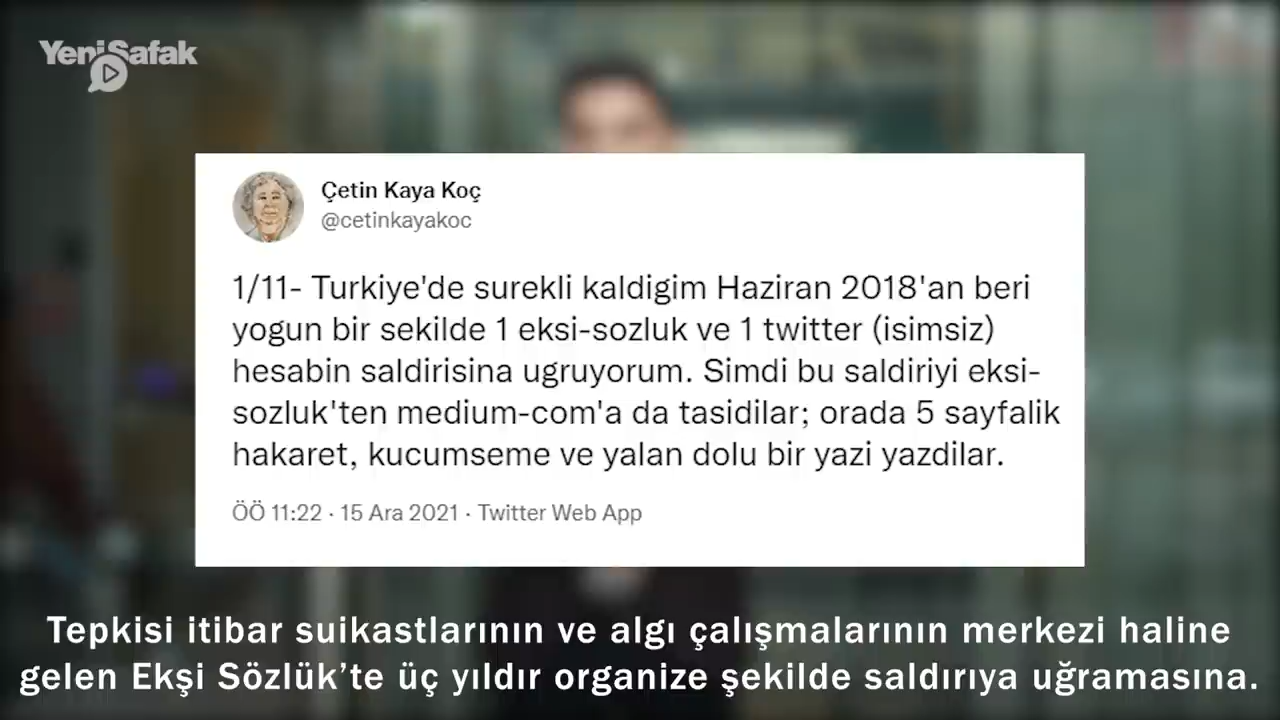 YeniŞafak
Çetin Kaya Koç
@cetinkayakoc
1/11- Turkiye'de surekli kaldigim Haziran 2018'an beri
yogun bir sekilde 1 eksi-sozluk ve 1 twitter (isimsiz)
hesabin saldirisina ugruyorum. Simdi bu saldiriyi eksi-
sozluk'ten medium-com'a da tasidilar; orada 5 sayfalik
hakaret, kucumseme ve yalan dolu bir yazi yazdilar.
ÖÖ 11:22 · 15 Ara 2021 · Twitter Web App
Tepkisi itibar suikastlarının ve algı çalışmalarının merkezi haline
gelen Ekşi Sözlük’te üç yıldır organize şekilde saldırıya uğramasına.